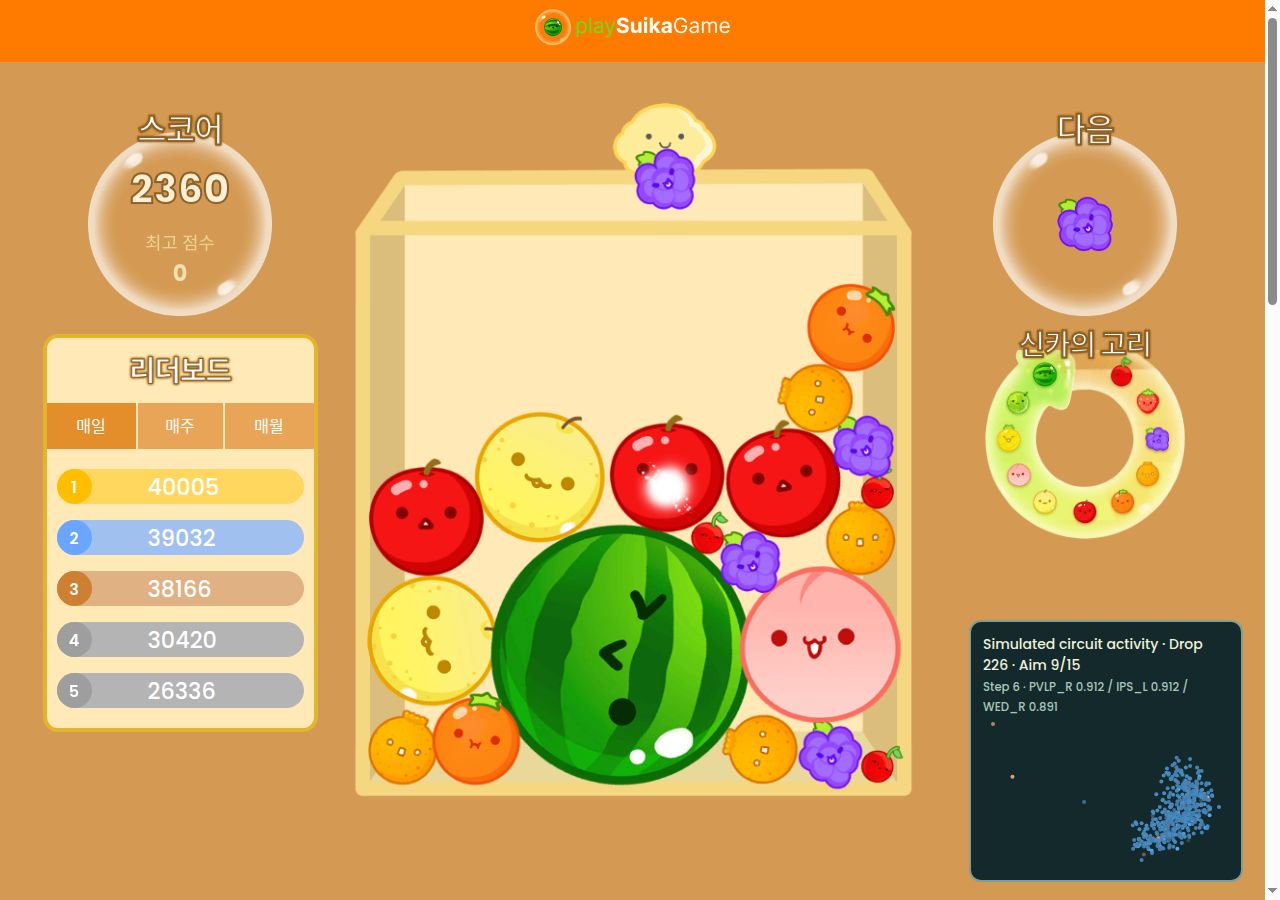 playSuikaGame
스코어
2360
최고 점수
0
리더보드
매일 매주 매월
1 40005
2 39032
3 38166
4 30420
5 26336
다음
신카의 고리
Simulated circuit activity · Drop
226 · Aim 9/15
Step 6 · PVLP_R 0.912 / IPS_L 0.912 /
WED_R 0.891